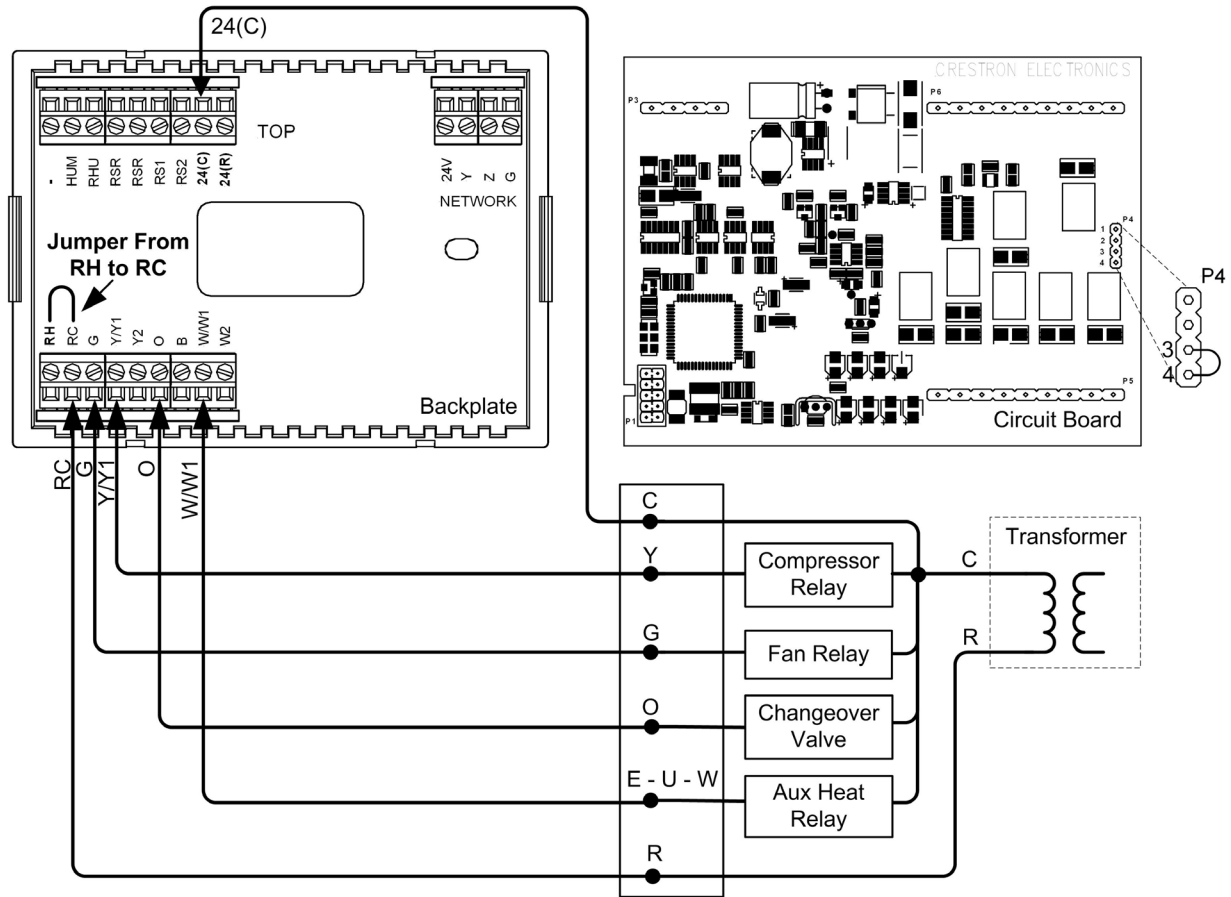 24(C)
CRESTRON ELECTRONICS
P3
P6
TOP
-
HUM
RHU
RSR
RSR
RS1
RS2
24(C)
24(R)
24V
Y
Z
G
NETWORK
Jumper From
RH to RC
RH
RC
G
Y/Y1
Y2
O
B
W/W1
W2
Backplate
P4
1
2
3
4
P4
3
4
P1
P5
Circuit Board
RC
G
Y/Y1
O
W/W1
C
Y
Compressor
Relay
G
Fan Relay
O
Changeover
Valve
E - U - W
Aux Heat
Relay
R
Transformer
C
R